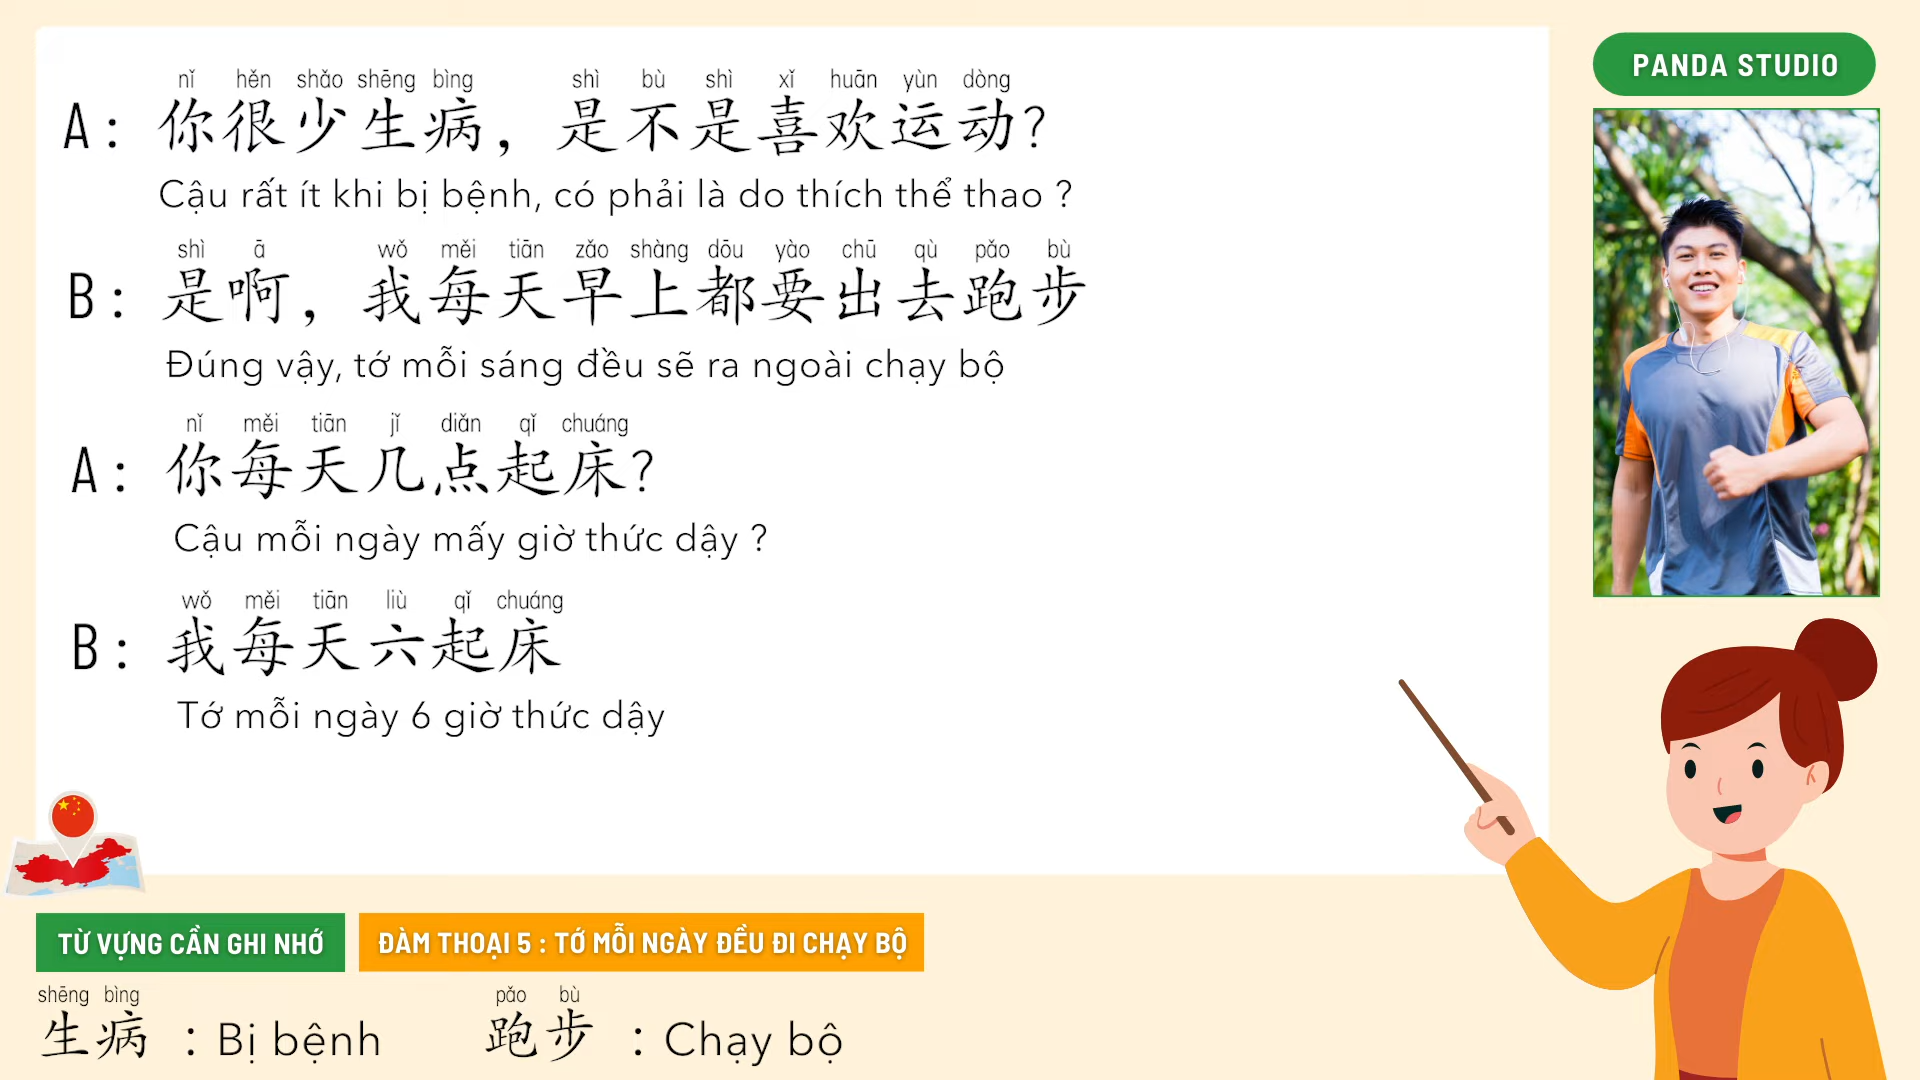 PANDA STUDIO
nǐ hěn shǎo shēng bìng shì bù shì xǐ huān yùn dòng
A : 你很少生病，是不是喜欢运动？
Cậu rất ít khi bị bệnh, có phải là do thích thể thao ?
shì ā wǒ měi tiān zǎo shàng dōu yào chū qù pǎo bù
B : 是啊，我每天早上都要出去跑步
Đúng vậy, tớ mỗi sáng đều sẽ ra ngoài chạy bộ
nǐ měi tiān jǐ diǎn qǐ chuáng
A : 你每天几点起床？
Cậu mỗi ngày mấy giờ thức dậy ?
wǒ měi tiān liù qǐ chuáng
B : 我每天六起床
Tớ mỗi ngày 6 giờ thức dậy
TỪ VỰNG CẦN GHI NHỚ
ĐÀM THOẠI 5 : TỚ MỖI NGÀY ĐỀU ĐI CHẠY BỘ
shēng bìng pǎo bù
生病 : Bị bệnh 跑步 : Chạy bộ